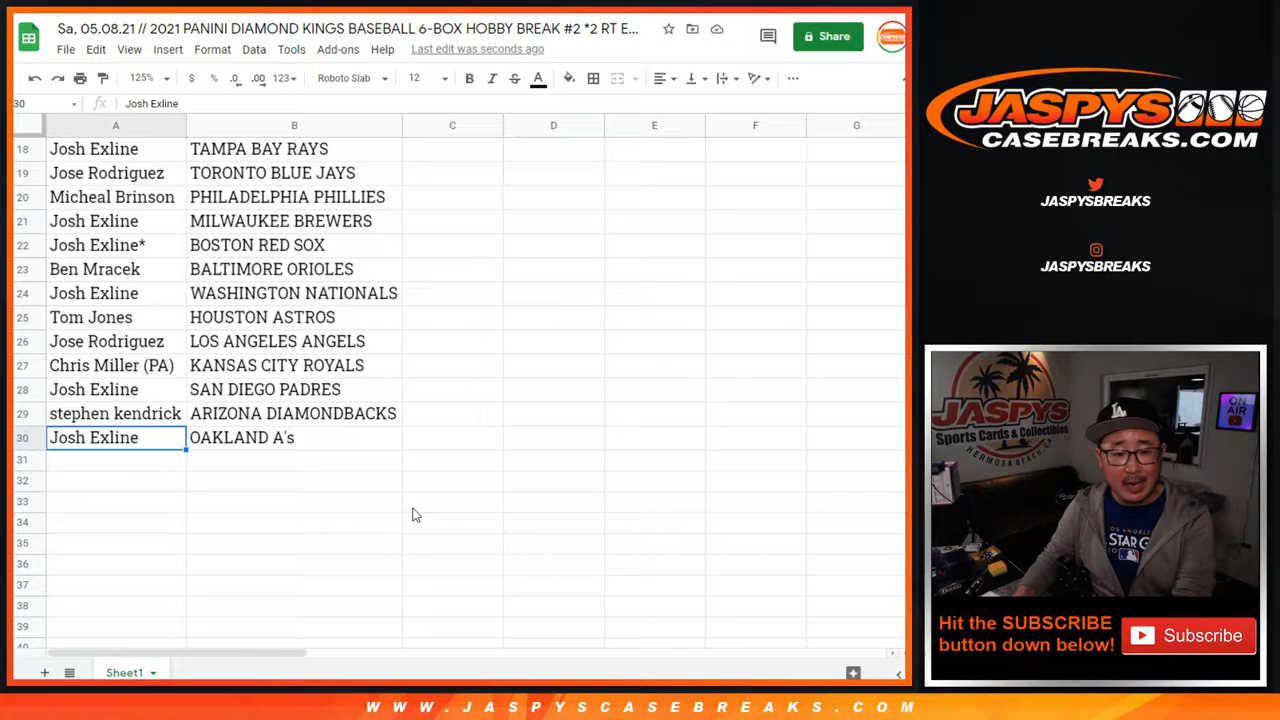 Sa, 05.08.21 // 2021 PANINI DIAMOND KINGS BASEBALL 6-BOX HOBBY BREAK #2 *2 RT E...
Share
File Edit View Insert Format Data Tools Add-ons Help Last edit was seconds ago
125% $ % .0 .00 123 Roboto Slab 12 B I S A
30 fx Josh Exline
A B C D E F G
18 Josh Exline TAMPA BAY RAYS
19 Jose Rodriguez TORONTO BLUE JAYS
20 Micheal Brinson PHILADELPHIA PHILLIES
21 Josh Exline MILWAUKEE BREWERS
22 Josh Exline* BOSTON RED SOX
23 Ben Mracek BALTIMORE ORIOLES
24 Josh Exline WASHINGTON NATIONALS
25 Tom Jones HOUSTON ASTROS
26 Jose Rodriguez LOS ANGELES ANGELS
27 Chris Miller (PA) KANSAS CITY ROYALS
28 Josh Exline SAN DIEGO PADRES
29 stephen kendrick ARIZONA DIAMONDBACKS
30 Josh Exline OAKLAND A's
31
32
33
34
35
36
37
38
39
40
Sheet1
JASPYS
CASEBREAKS.COM
JASPYSBREAKS
JASPYSBREAKS
JASPYS
Sports Cards & Collectibles
HERMOSA BEACH, CA
ON AIR
LA
LOS ANGELES
STAR G
Hit the SUBSCRIBE
button down below!
Subscribe
WWW.JASPYSCASEBREAKS.COM